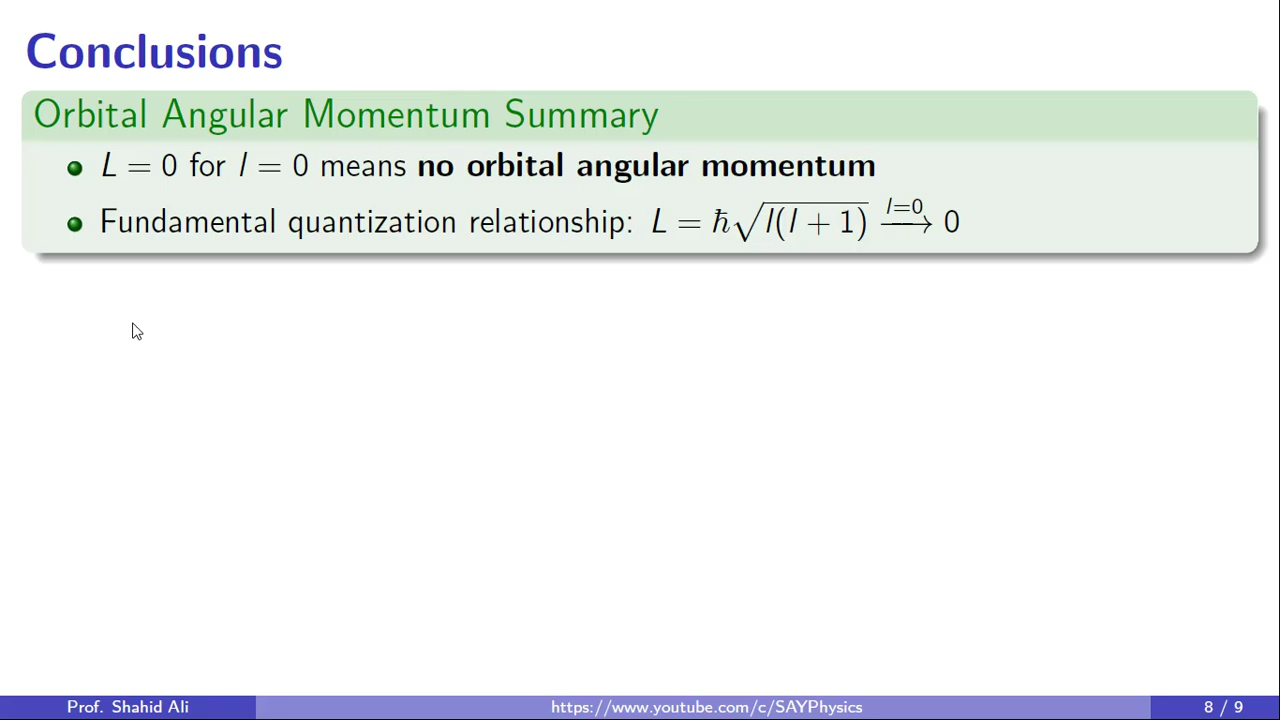 Conclusions
Orbital Angular Momentum Summary
L = 0 for l = 0 means no orbital angular momentum
Fundamental quantization relationship: L = ℏ√l(l + 1) —l=0→ 0
Prof. Shahid Ali
https://www.youtube.com/c/SAYPhysics
8 / 9